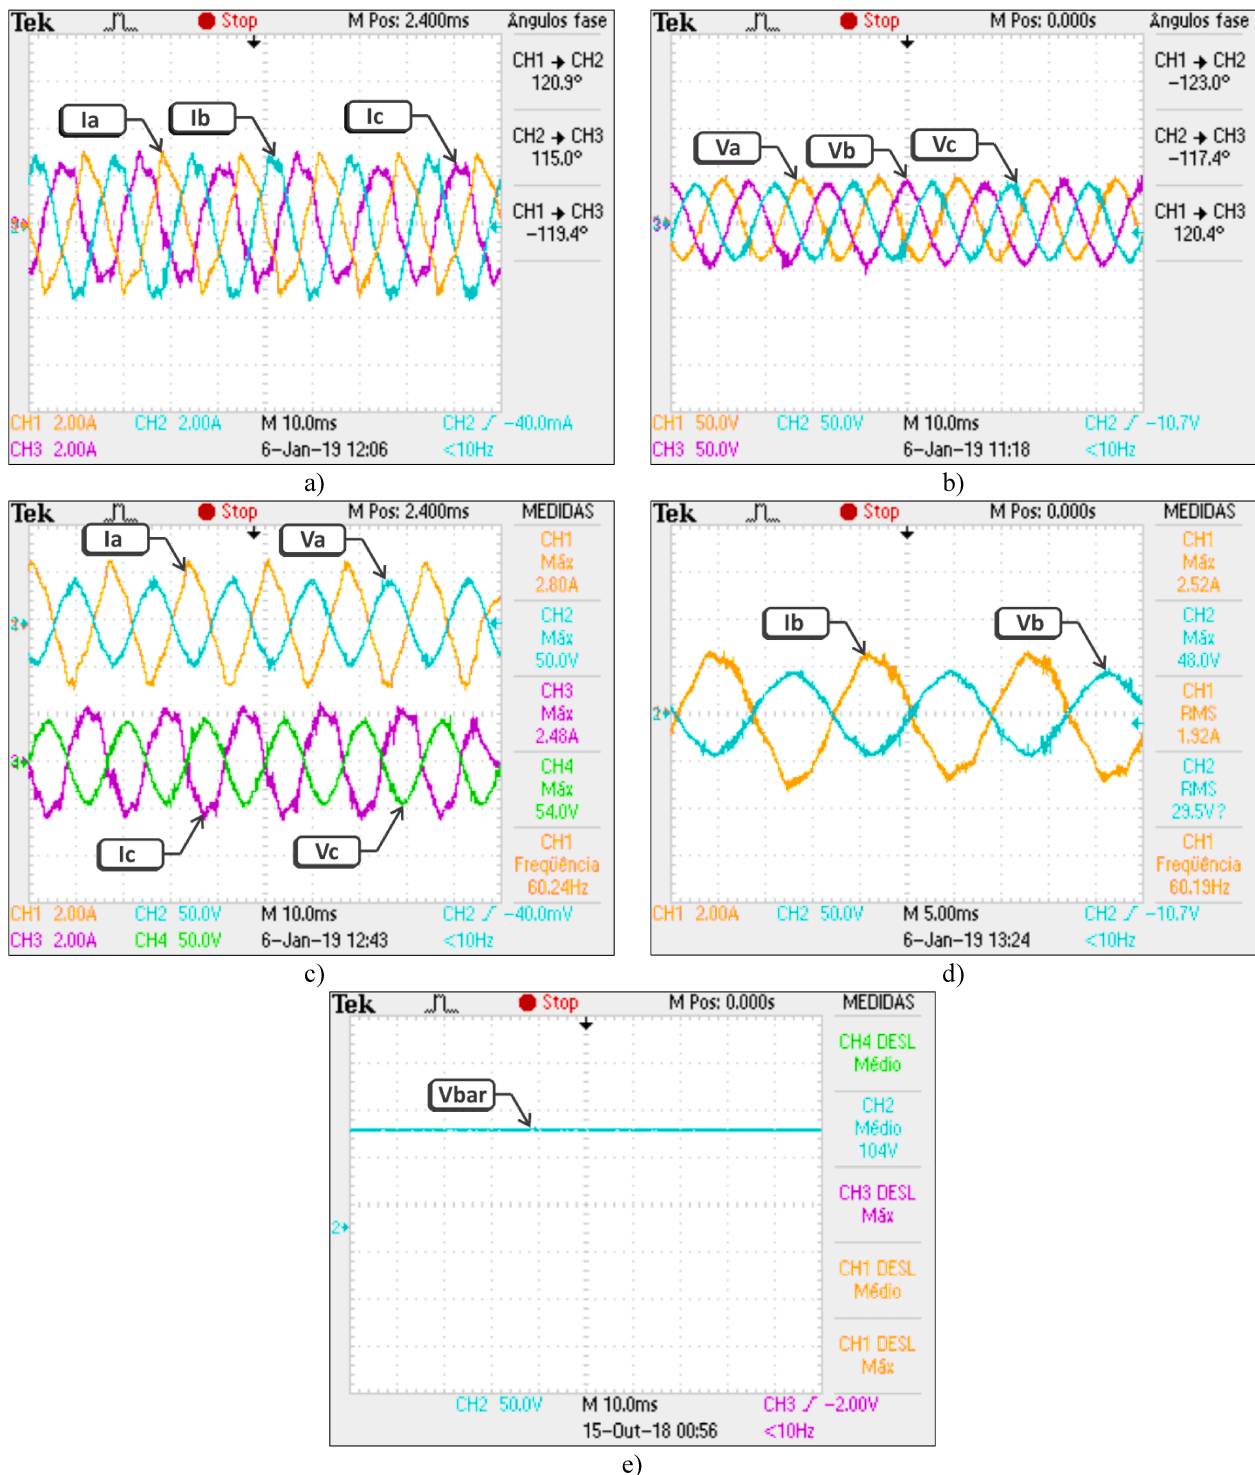 Tek Stop M Pos: 2.400ms Ângulos fase
CH1 → CH2
120.9°
CH2 → CH3
115.0°
CH1 → CH3
-119.4°
Ia Ib Ic
CH1 2.00A CH2 2.00A M 10.0ms CH2 -40.0mA
CH3 2.00A 6-Jan-19 12:06 <10Hz
a)
Tek Stop M Pos: 0.000s Ângulos fase
CH1 → CH2
-123.0°
CH2 → CH3
-117.4°
CH1 → CH3
120.4°
Va Vb Vc
CH1 50.0V CH2 50.0V M 10.0ms CH2 -10.7V
CH3 50.0V 6-Jan-19 11:18 <10Hz
b)
Tek Stop M Pos: 2.400ms MEDIDAS
Ia Va
CH1
Máx
2.80A
CH2
Máx
50.0V
CH3
Máx
2.48A
CH4
Máx
54.0V
CH1
Freqüência
60.24Hz
Ic Vc
CH1 2.00A CH2 50.0V M 10.0ms CH2 -40.0mV
CH3 2.00A CH4 50.0V 6-Jan-19 12:43 <10Hz
c)
Tek Stop M Pos: 0.000s MEDIDAS
Ib Vb
CH1
Máx
2.52A
CH2
Máx
48.0V
CH1
RMS
1.92A
CH2
RMS
29.5V?
CH1
Freqüência
60.19Hz
CH1 2.00A CH2 50.0V M 5.00ms CH2 -10.7V
6-Jan-19 13:24 <10Hz
d)
Tek Stop M Pos: 0.000s MEDIDAS
Vbar
CH4 DESL
Médio
CH2
Médio
104V
CH3 DESL
Máx
CH1 DESL
Médio
CH1 DESL
Máx
CH2 50.0V M 10.0ms CH3 -2.00V
15-Out-18 00:56 <10Hz
e)